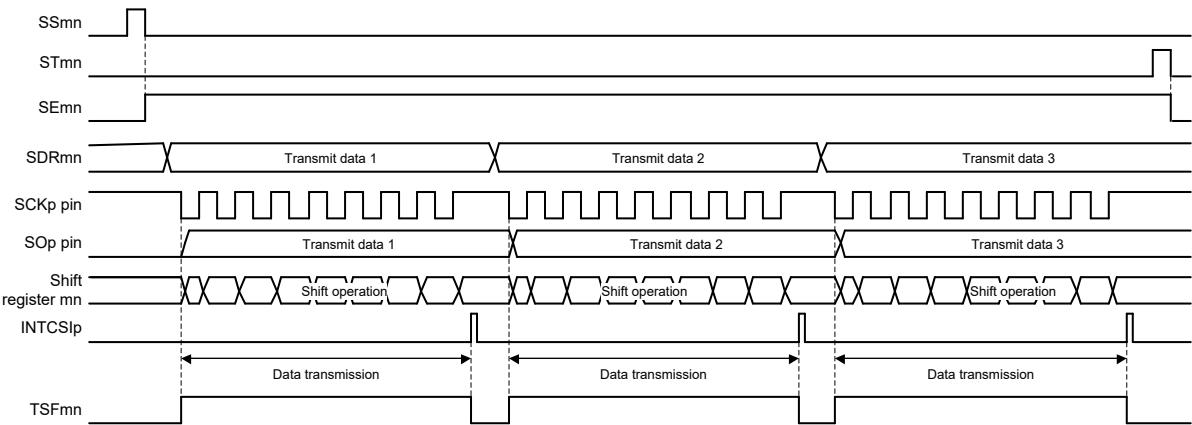 SSmn
STmn
SEmn
SDRmn Transmit data 1 Transmit data 2 Transmit data 3
SCKp pin
SOp pin Transmit data 1 Transmit data 2 Transmit data 3
Shift
register mn Shift operation Shift operation Shift operation
INTCSIp
Data transmission Data transmission Data transmission
TSFmn